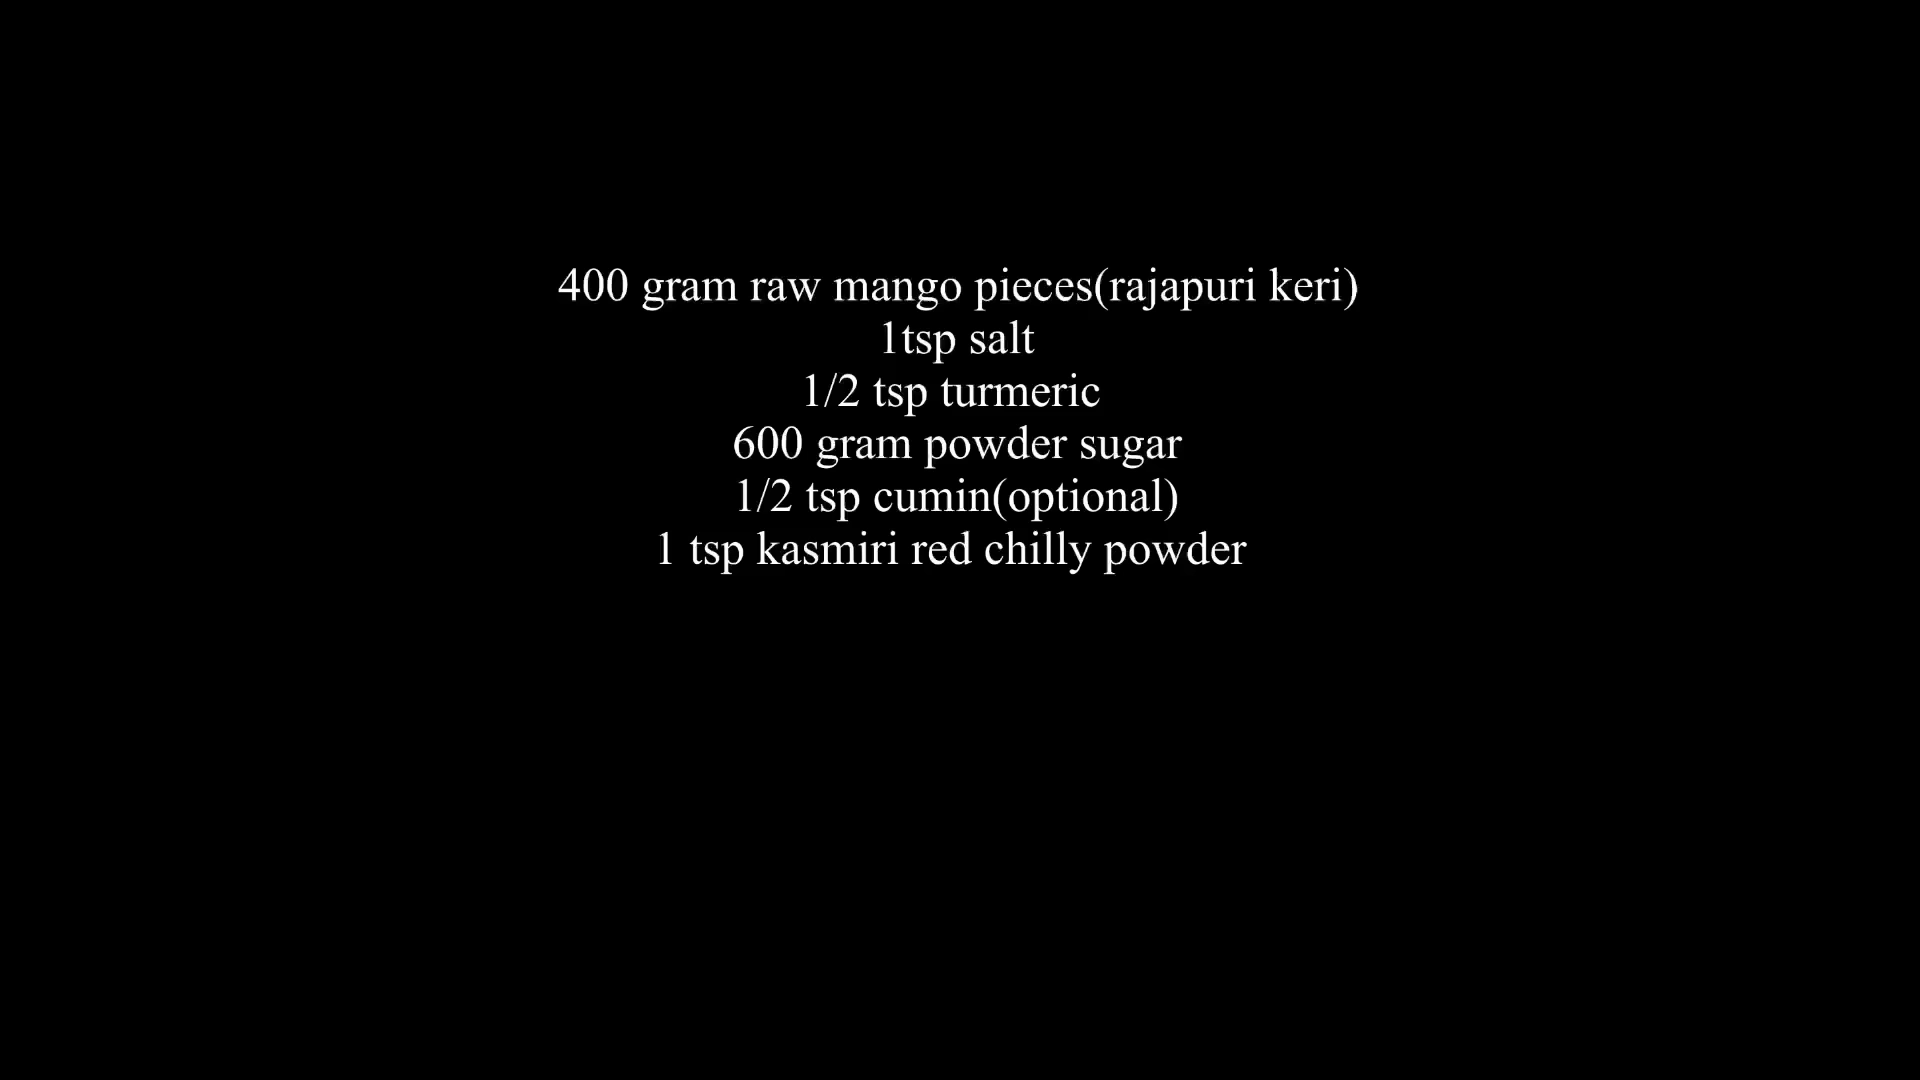 400 gram raw mango pieces(rajapuri keri)
1tsp salt
1/2 tsp turmeric
600 gram powder sugar
1/2 tsp cumin(optional)
1 tsp kasmiri red chilly powder